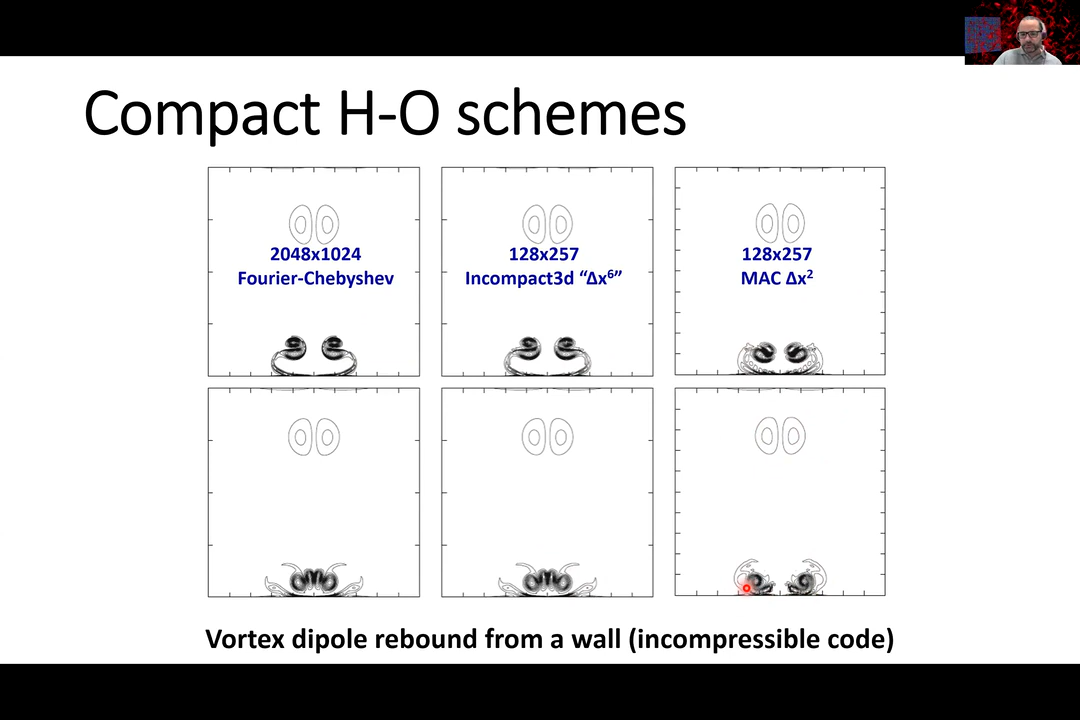 Compact H-O schemes
2048x1024
Fourier-Chebyshev
128x257
Incompact3d “Δx⁶”
128x257
MAC Δx²
Vortex dipole rebound from a wall (incompressible code)